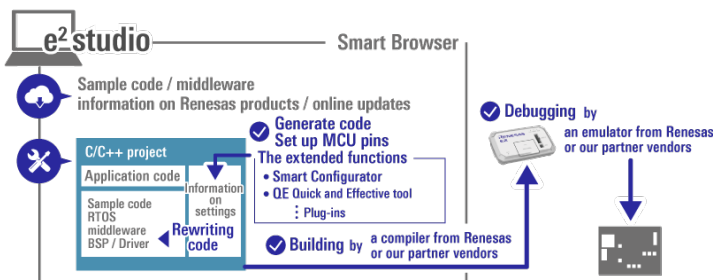 e² studio
Smart Browser
Sample code / middleware
information on Renesas products / online updates
C/C++ project
Application code
Sample code
RTOS
middleware
BSP / Driver
Information
on
settings
Rewriting
code
Generate code
Set up MCU pins
The extended functions
• Smart Configurator
• QE Quick and Effective tool
⋮ Plug-ins
Building by
a compiler from Renesas
or our partner vendors
Debugging by
an emulator from Renesas
or our partner vendors